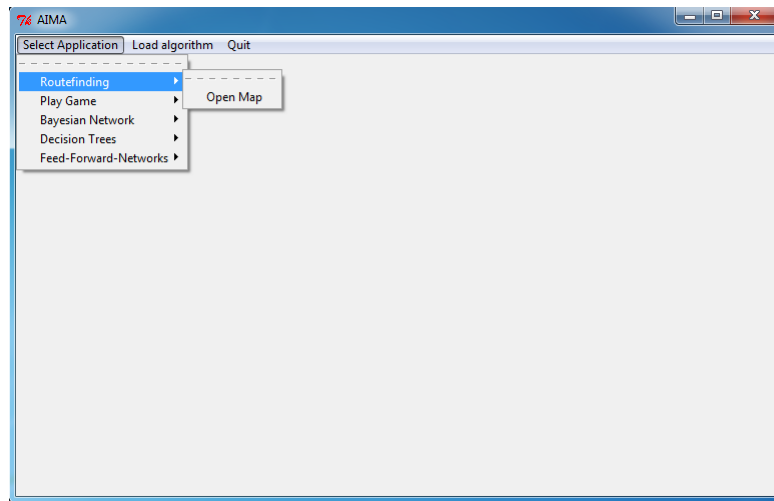 AIMA
Select Application Load algorithm Quit
Routefinding
Open Map
Play Game
Bayesian Network
Decision Trees
Feed-Forward-Networks